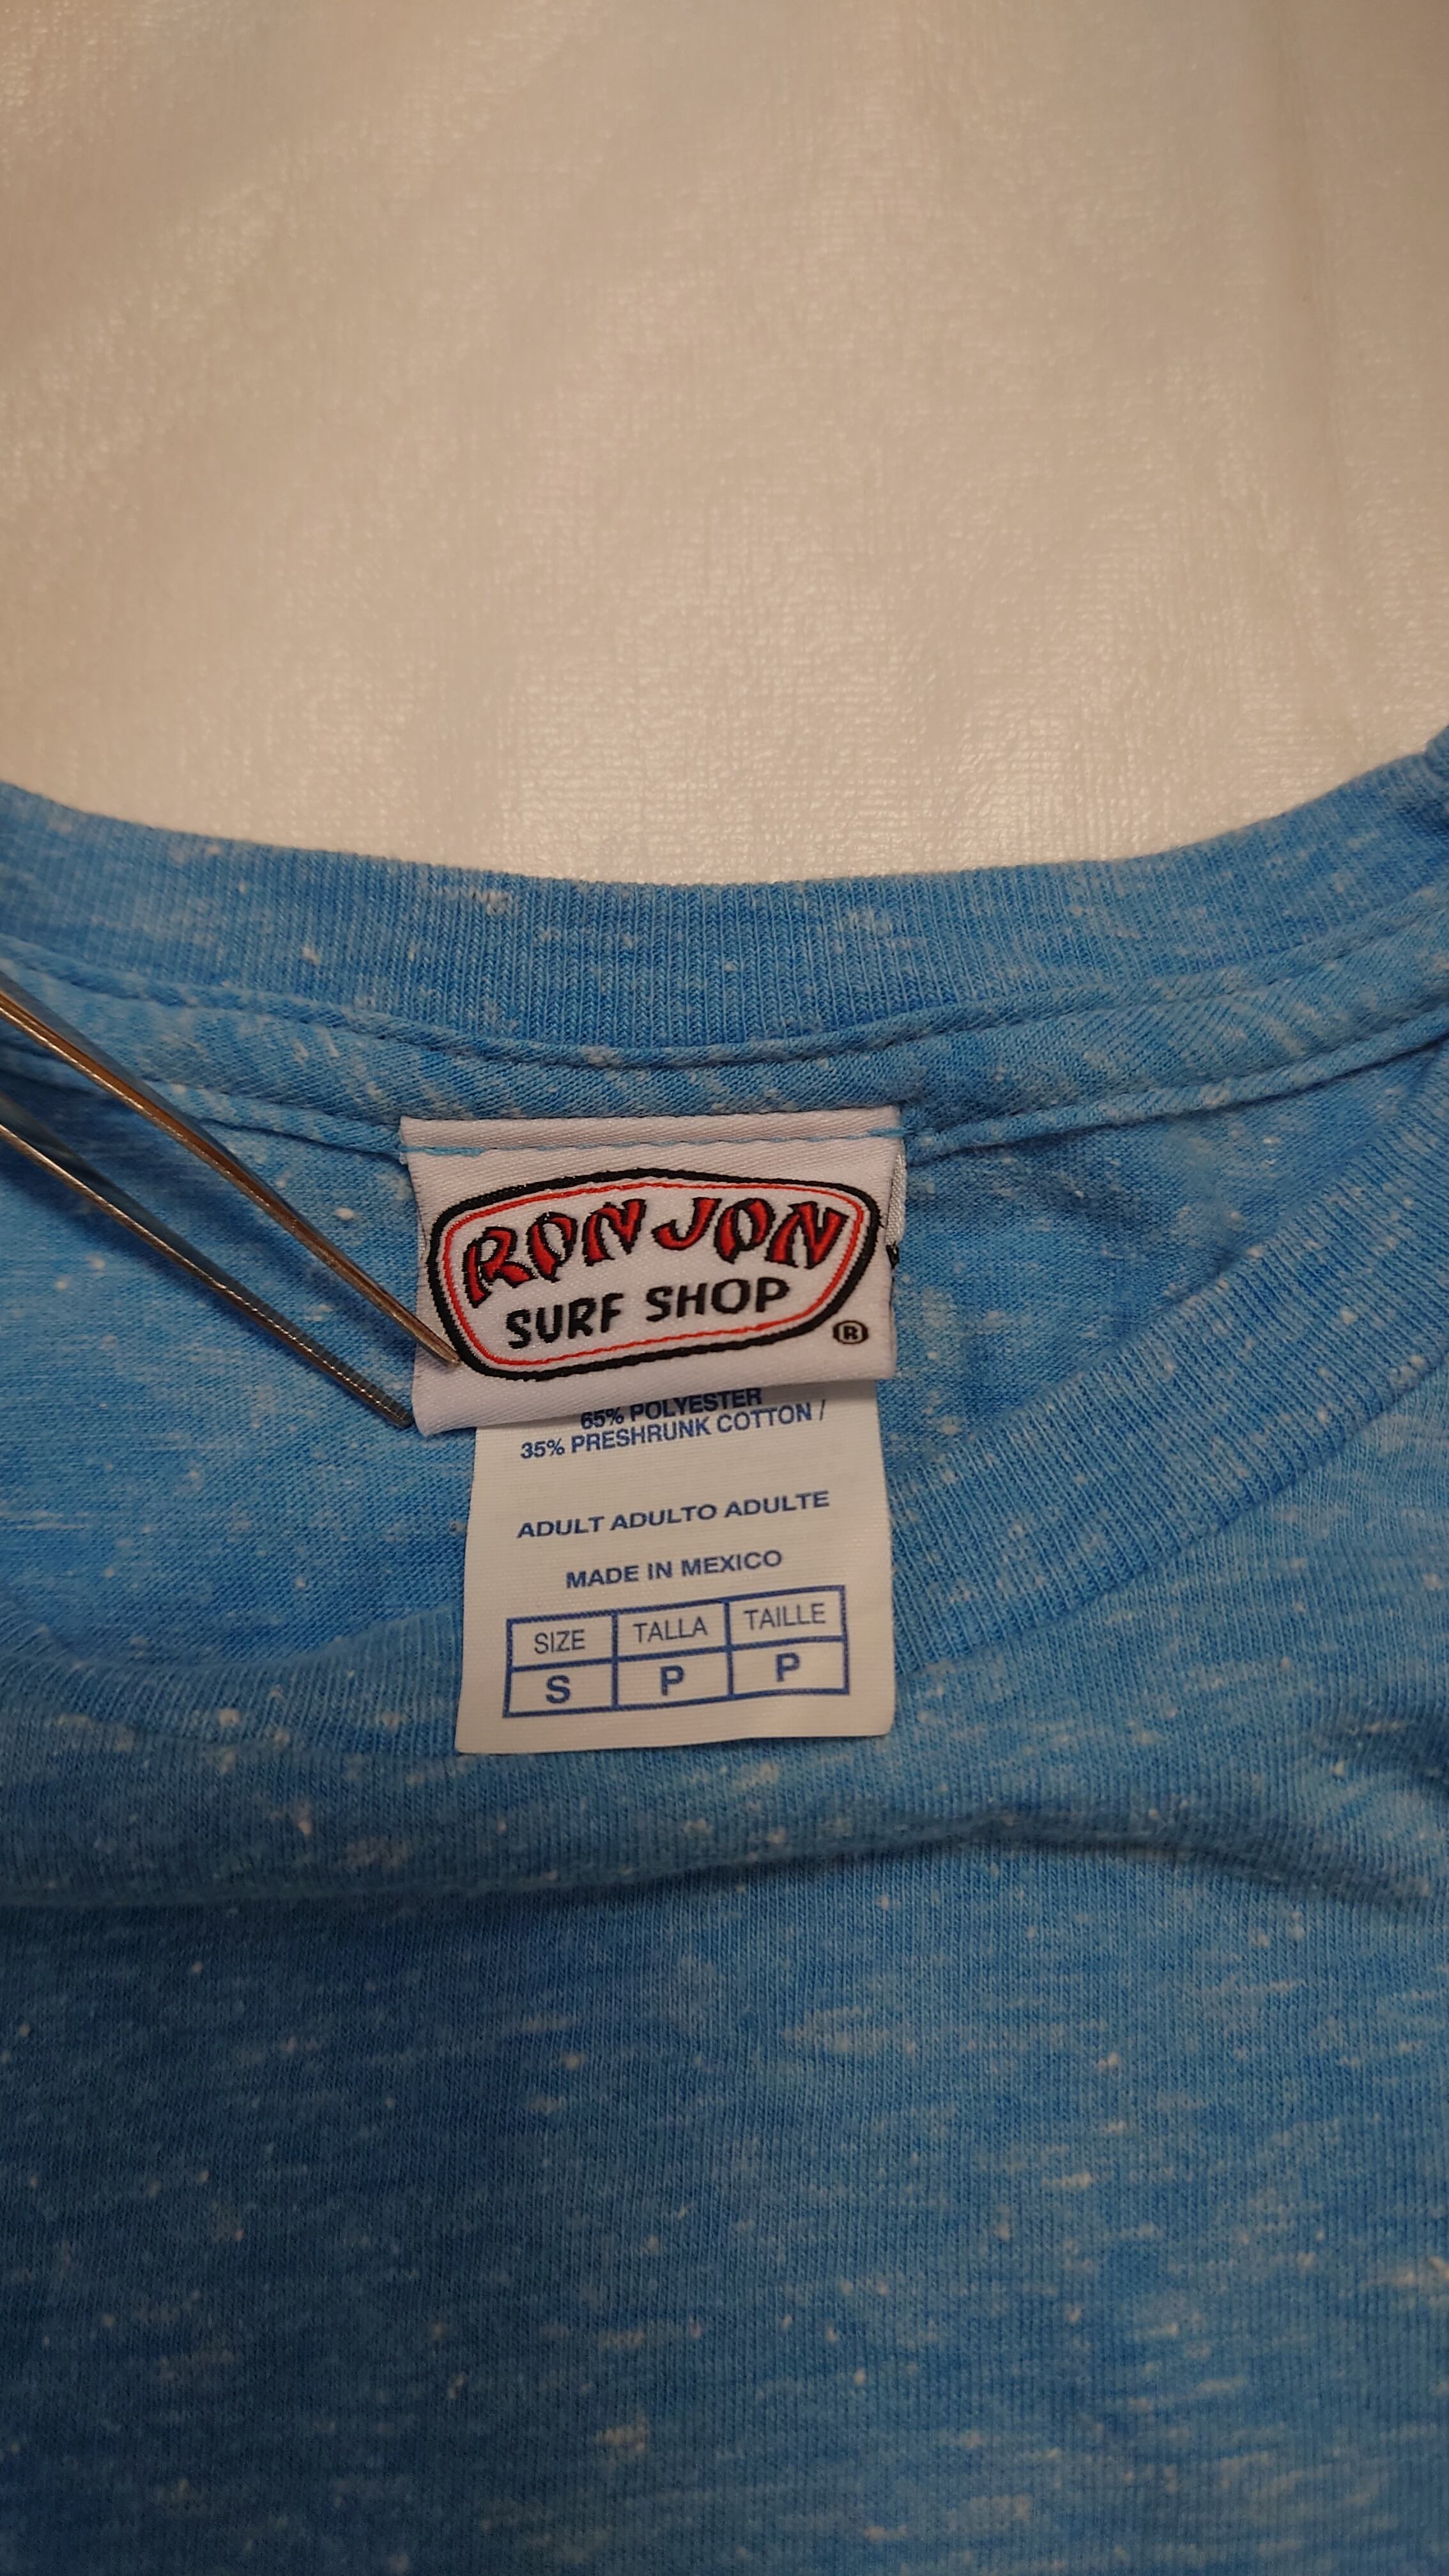 RON JON
SURF SHOP
®
65% POLYESTER
35% PRESHRUNK COTTON /
ADULT ADULTO ADULTE
MADE IN MEXICO
SIZE TALLA TAILLE
S P P